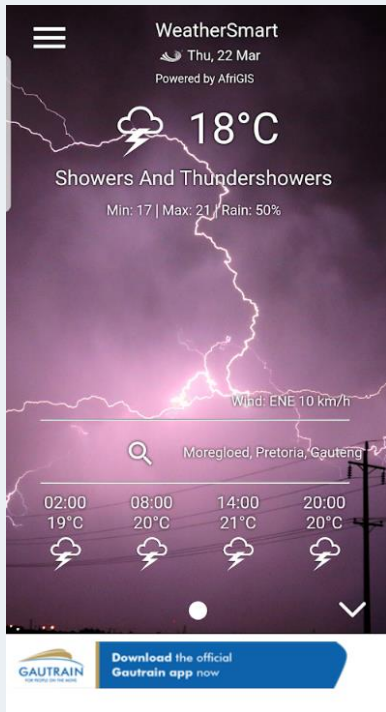 WeatherSmart
Thu, 22 Mar
Powered by AfriGIS
18°C
Showers And Thundershowers
Min: 17 | Max: 21 | Rain: 50%
Wind: ENE 10 km/h
Moregloed, Pretoria, Gauteng
02:00 08:00 14:00 20:00
19°C 20°C 21°C 20°C
GAUTRAIN
FOR PEOPLE ON THE MOVE
Download the official
Gautrain app now